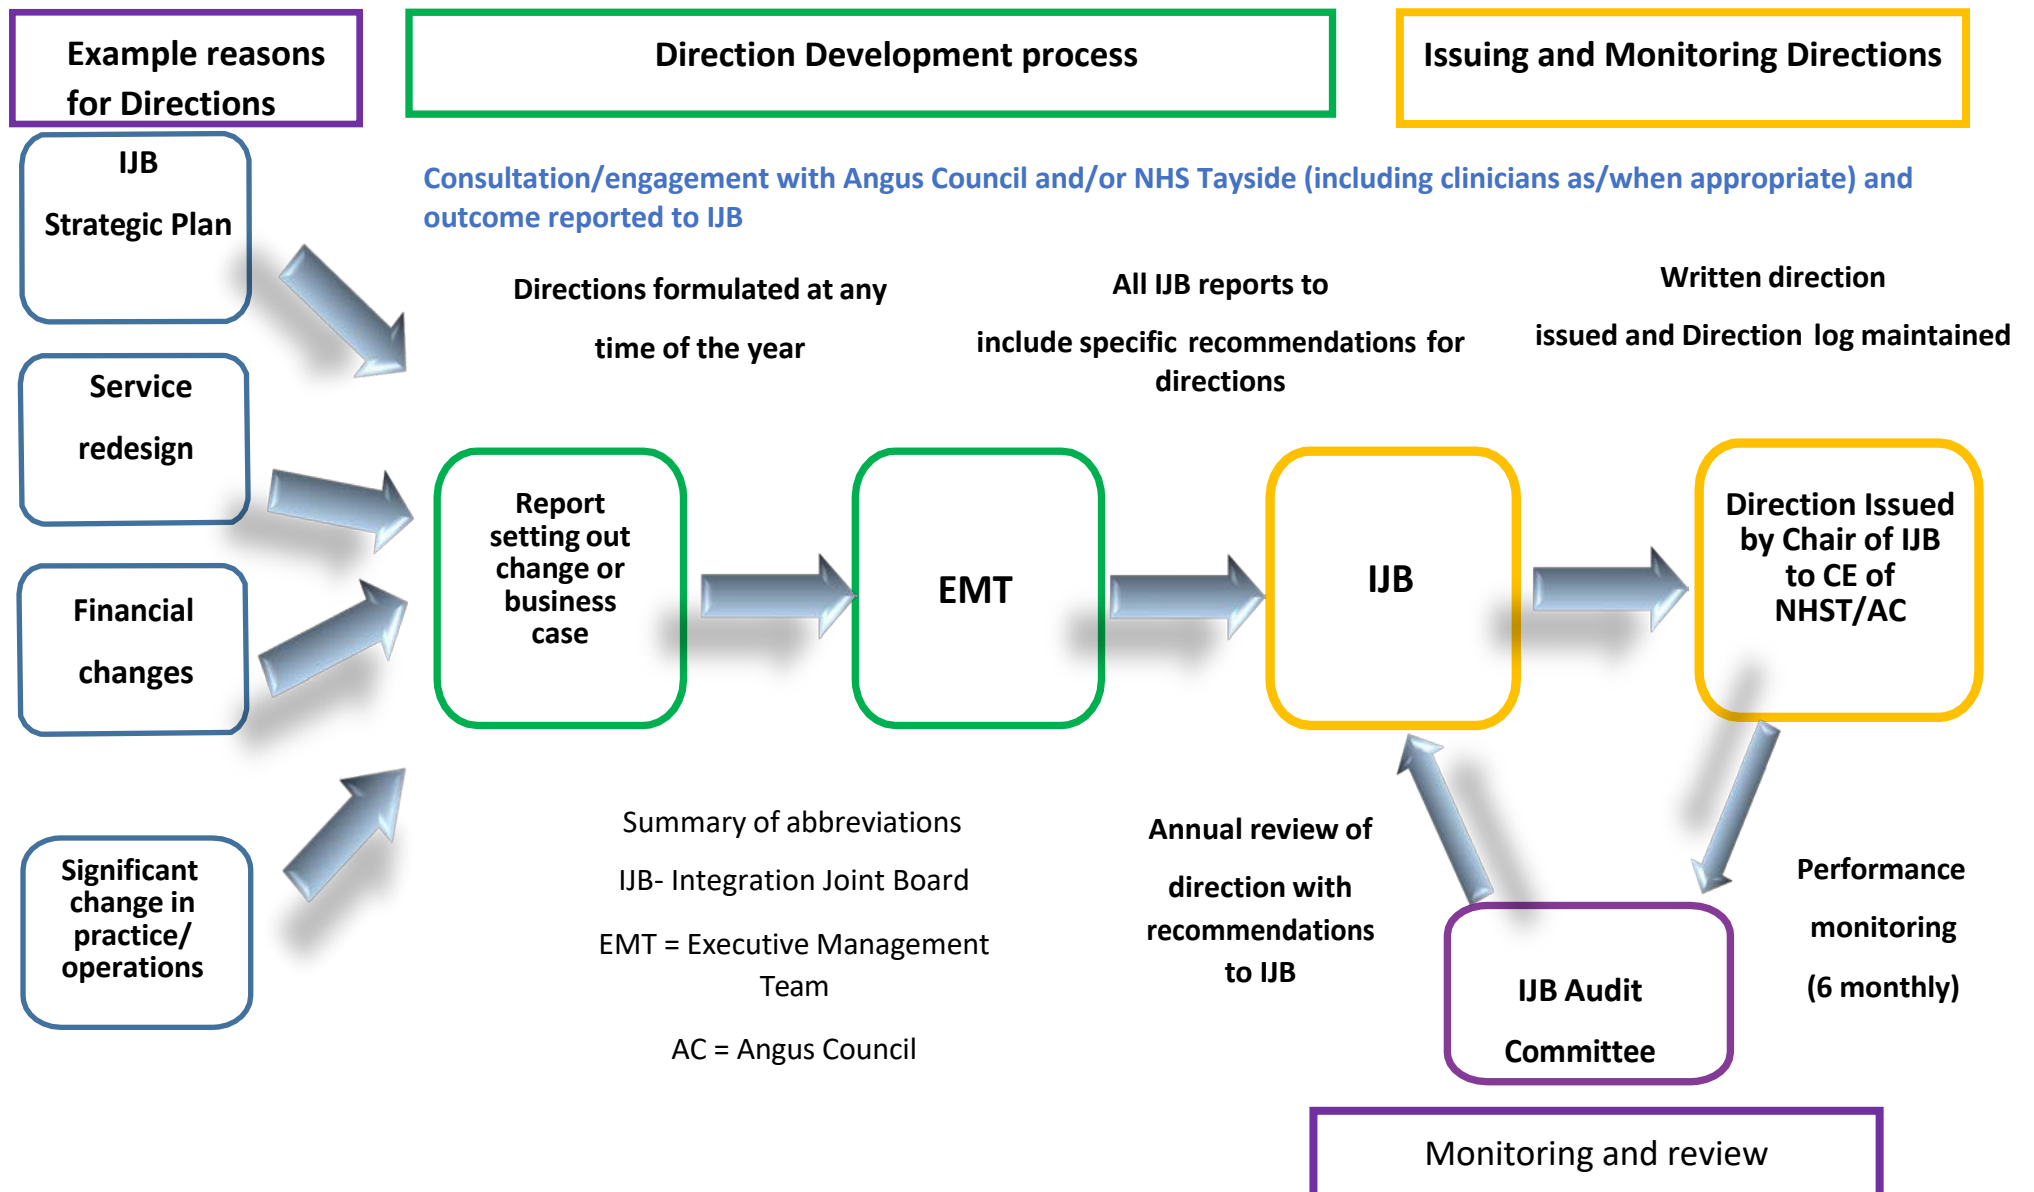 Example reasons
for Directions
Direction Development process
Issuing and Monitoring Directions
IJB
Strategic Plan
Service
redesign
Financial
changes
Significant
change in
practice/
operations
Consultation/engagement with Angus Council and/or NHS Tayside (including clinicians as/when appropriate) and
outcome reported to IJB
Directions formulated at any
time of the year
All IJB reports to
include specific recommendations for
directions
Written direction
issued and Direction log maintained
Report
setting out
change or
business
case
EMT
IJB
Direction Issued
by Chair of IJB
to CE of
NHST/AC
Summary of abbreviations
IJB- Integration Joint Board
EMT = Executive Management
Team
AC = Angus Council
Annual review of
direction with
recommendations
to IJB
IJB Audit
Committee
Performance
monitoring
(6 monthly)
Monitoring and review